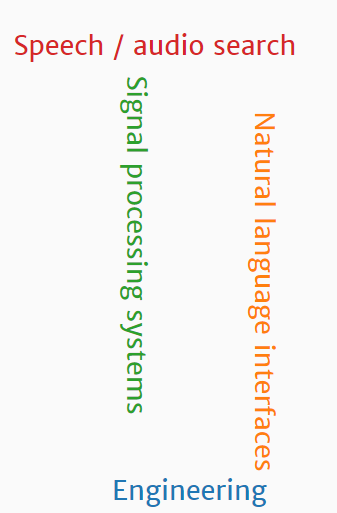 Speech / audio search
Signal processing systems
Natural language interfaces
Engineering